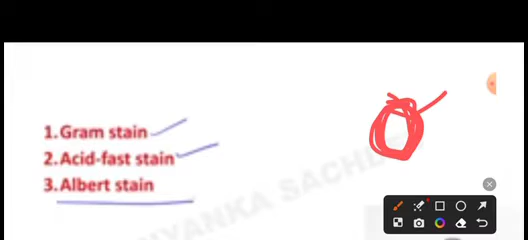 1. Gram stain
2. Acid-fast stain
3. Albert stain